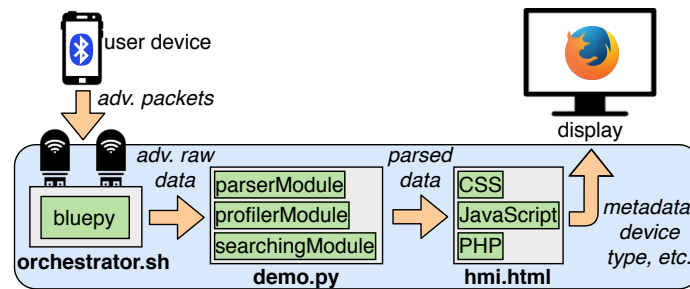 user device
adv. packets
display
adv. raw
data
parsed
data
bluepy
parserModule
profilerModule
searchingModule
CSS
JavaScript
PHP
metadata
device
type, etc.
orchestrator.sh
demo.py
hmi.html